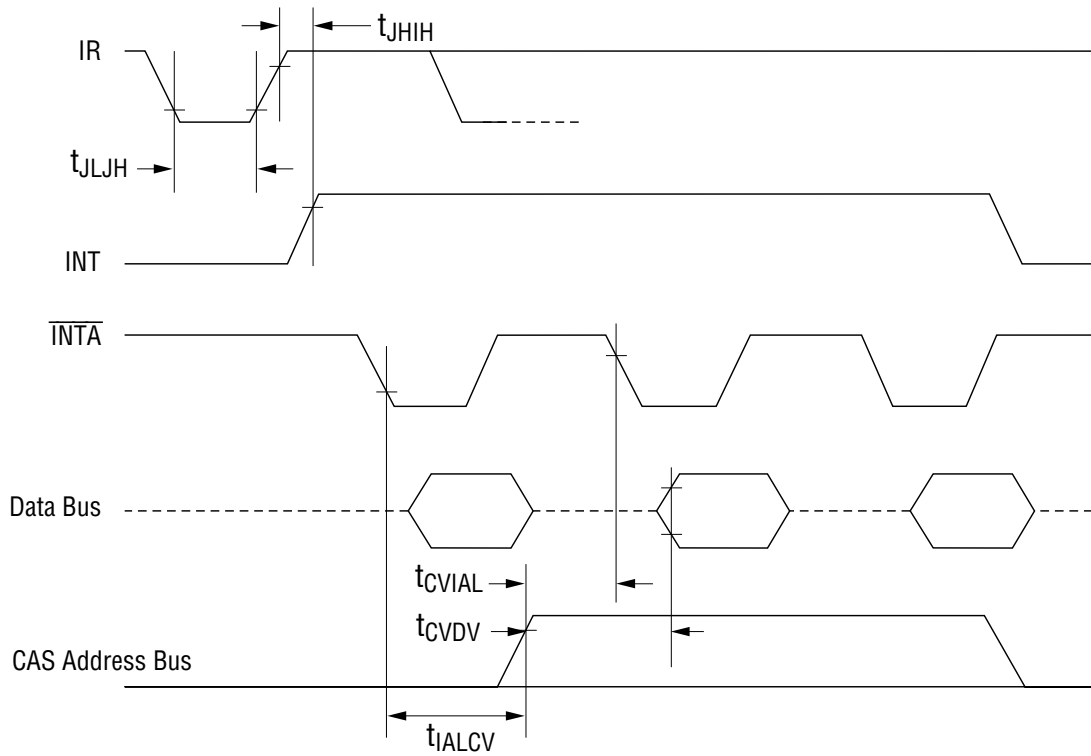 tJHIH
IR
tJLJH
INT
INTA
Data Bus
tCVIAL
tCVDV
CAS Address Bus
tIALCV